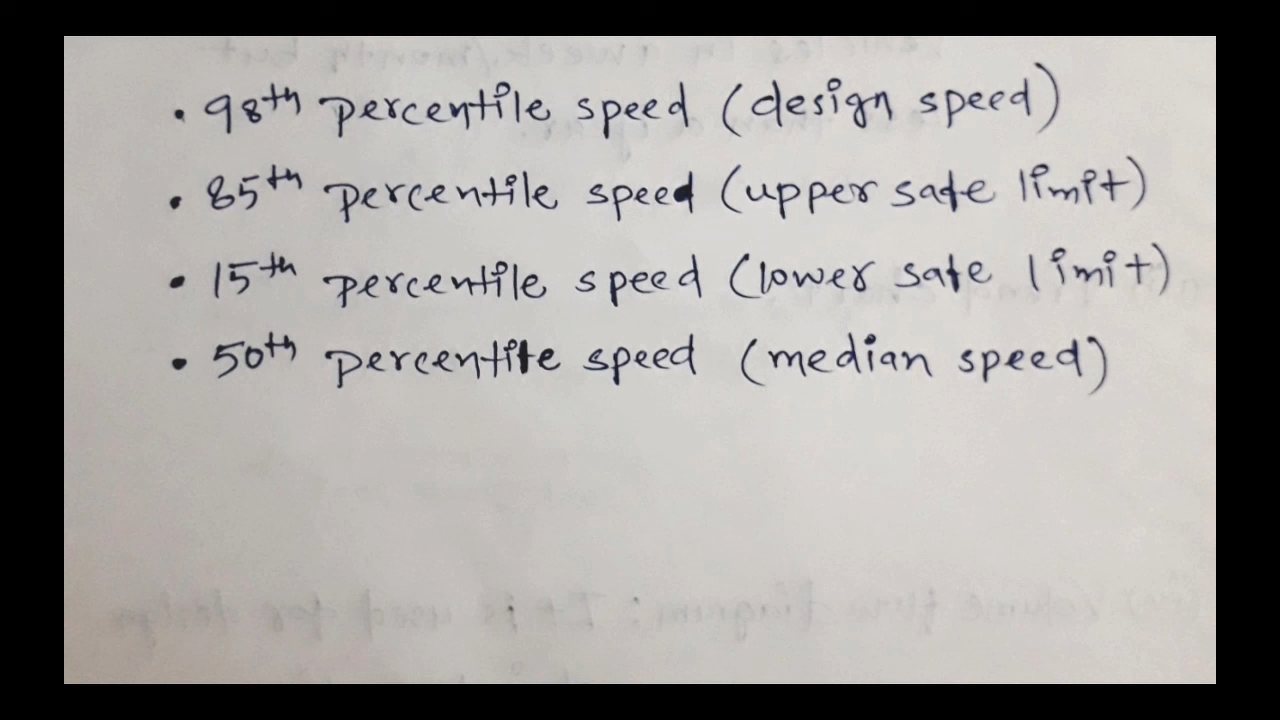 • 98th percentile speed (design speed)
• 85th percentile speed (upper safe limit)
• 15th percentile speed (lower safe limit)
• 50th percentile speed (median speed)